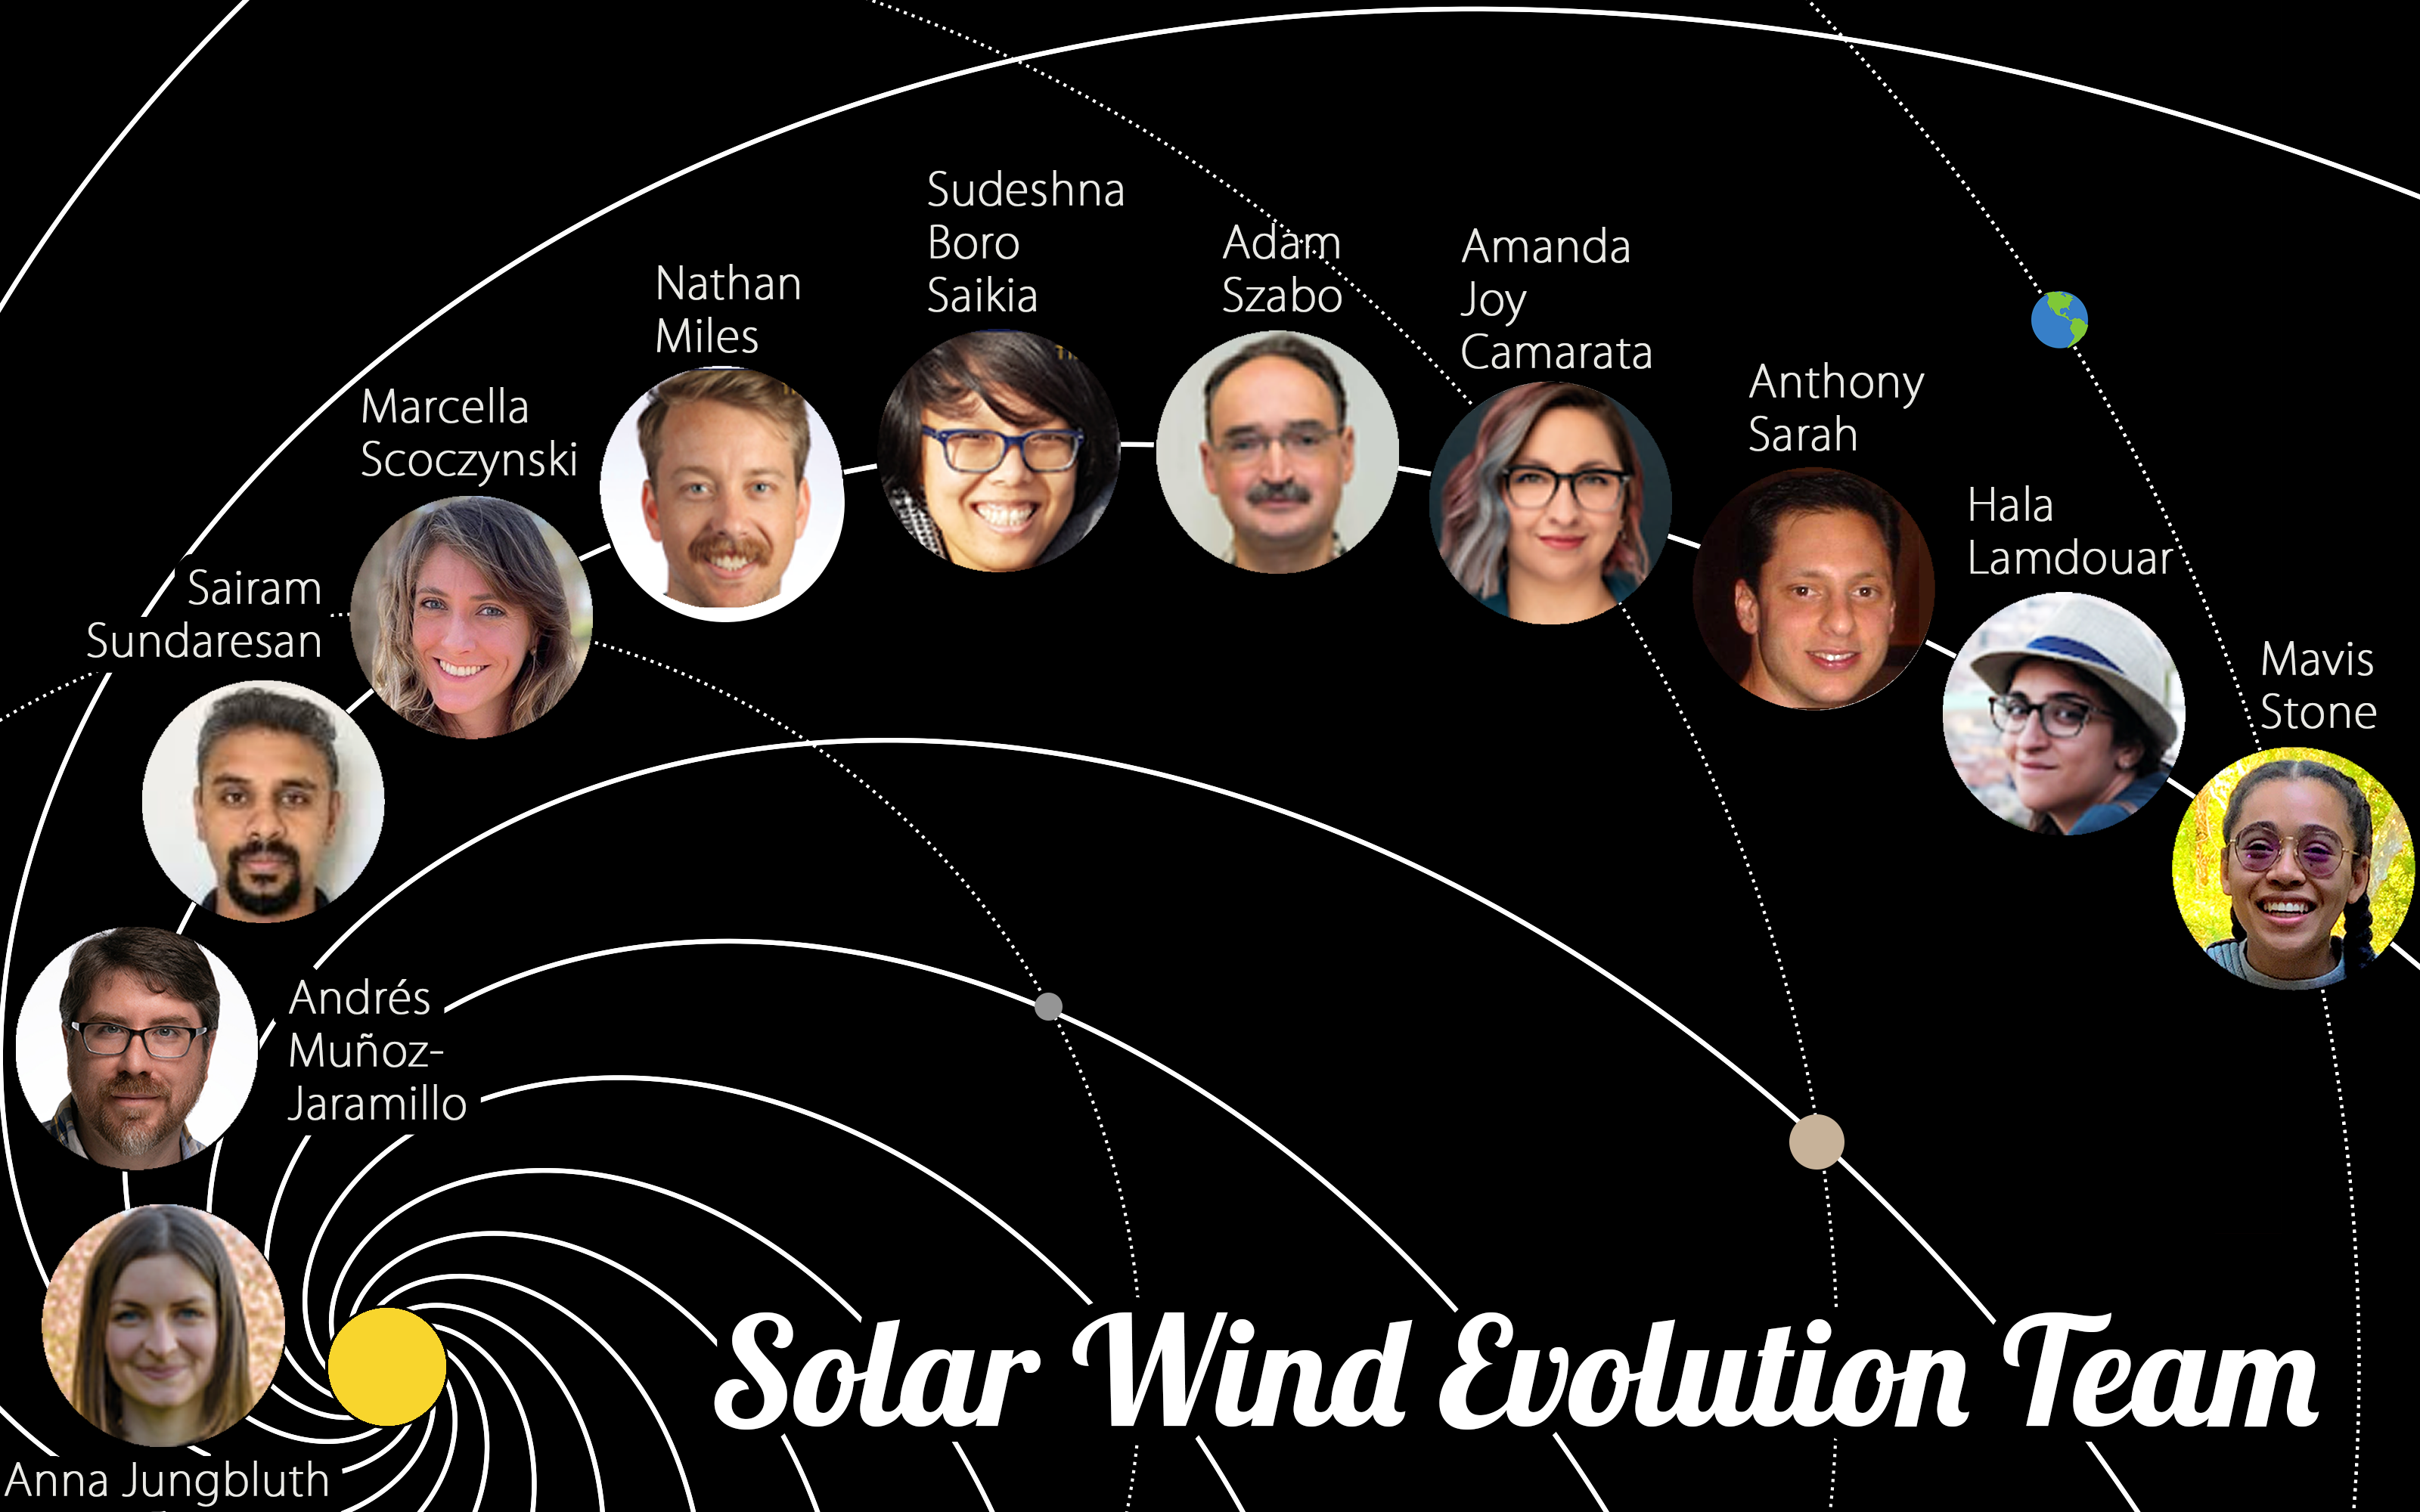 Sudeshna
Boro
Saikia
Adam
Szabo
Amanda
Joy
Camarata
Nathan
Miles
Anthony
Sarah
Marcella
Scoczynski
Hala
Lamdouar
Sairam
Sundaresan
Mavis
Stone
Andrés
Muñoz-
Jaramillo
Solar Wind Evolution Team
Anna Jungbluth